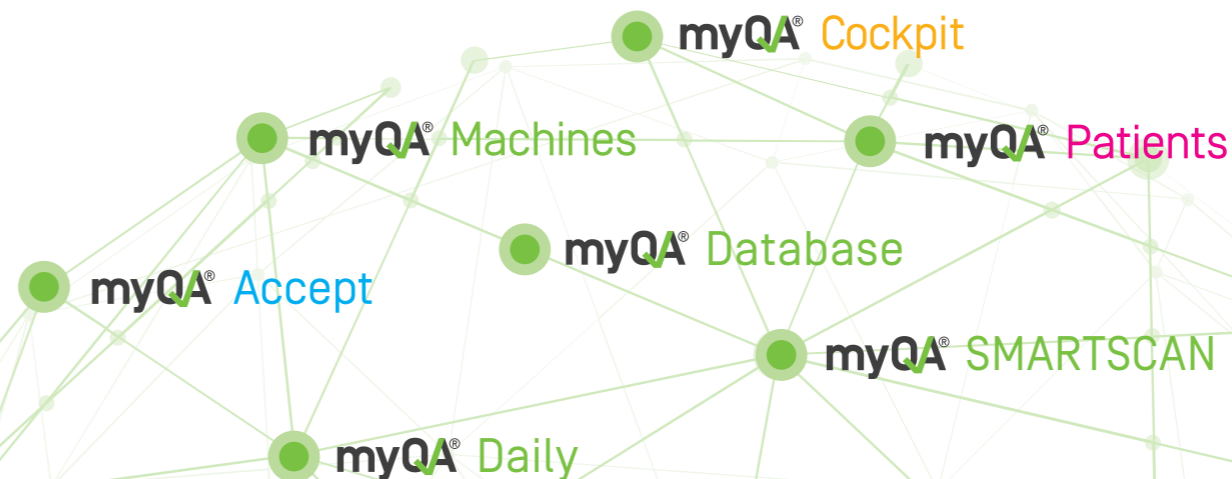 myQA® Cockpit
myQA® Machines
myQA® Patients
myQA® Database
myQA® Accept
myQA® SMARTSCAN
myQA® Daily